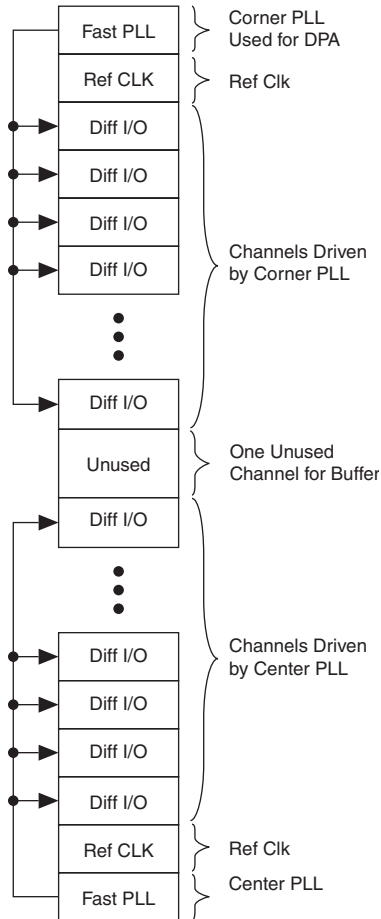 Fast PLL
Corner PLL
Used for DPA
Ref CLK
Ref Clk
Diff I/O
Diff I/O
Diff I/O
Diff I/O
Channels Driven
by Corner PLL
Diff I/O
Unused
One Unused
Channel for Buffer
Diff I/O
Diff I/O
Channels Driven
by Center PLL
Diff I/O
Diff I/O
Diff I/O
Ref CLK
Ref Clk
Fast PLL
Center PLL